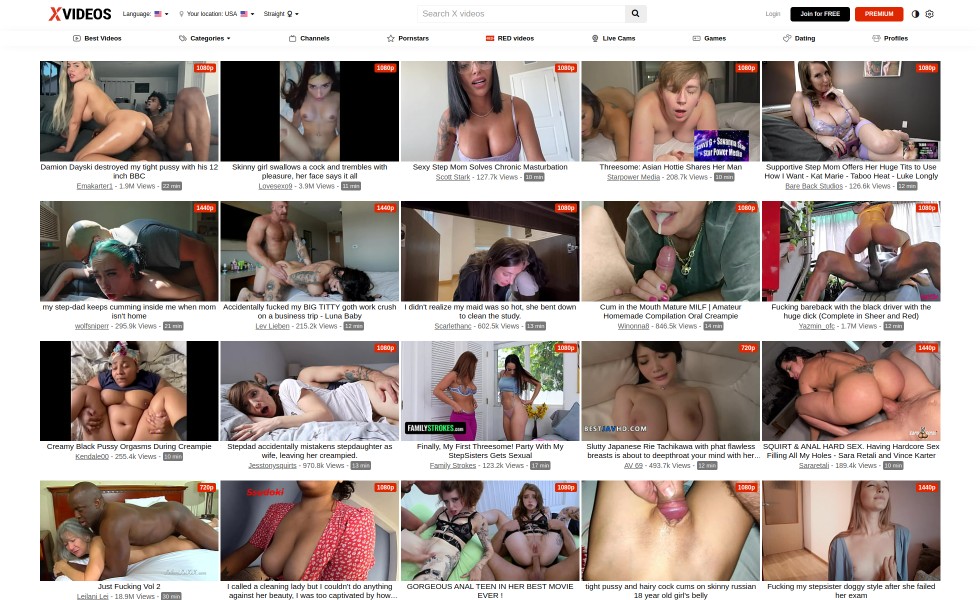 XVIDEOS
Language:
Your location: USA
Straight
Search X videos
Login
Join for FREE
PREMIUM
Best Videos
Categories
Channels
Pornstars
RED videos
Live Cams
Games
Dating
Profiles
1080p
1080p
1080p
1080p
1080p
Damion Dayski destroyed my tight pussy with his 12
inch BBC
Emakarter1 - 1.9M Views - 22 min
Skinny girl swallows a cock and trembles with
pleasure, her face says it all
Lovesexo9 - 3.9M Views - 11 min
Sexy Step Mom Solves Chronic Masturbation
Scott Stark - 127.7k Views - 10 min
Threesome: Asian Hottie Shares Her Man
Starpower Media - 208.7k Views - 10 min
Supportive Step Mom Offers Her Huge Tits to Use
How I Want - Kat Marie - Taboo Heat - Luke Longly
Bare Back Studios - 126.6k Views - 12 min
1440p
1440p
1080p
1080p
1080p
my step-dad keeps cumming inside me when mom
isn't home
wolfsniperr - 295.9k Views - 21 min
Accidentally fucked my BIG TITTY goth work crush
on a business trip - Luna Baby
Lev Lieben - 215.2k Views - 12 min
I didn't realize my maid was so hot, she bent down
to clean the study.
Scarlethanc - 602.5k Views - 13 min
Cum in the Mouth Mature MILF | Amateur
Homemade Compilation Oral Creampie
Winonna8 - 846.5k Views - 14 min
Fucking bareback with the black driver with the
huge dick (Complete in Sheer and Red)
Yazmin_ofc - 1.7M Views - 12 min
1080p
1080p
720p
1440p
FAMILYSTROKES.COM
BESTJAVHD.COM
Creamy Black Pussy Orgasms During Creampie
Kendale00 - 255.4k Views - 10 min
Stepdad accidentally mistakens stepdaughter as
wife, leaving her creampied.
Jesstonysquirts - 970.8k Views - 13 min
Finally, My First Threesome! Party With My
StepSisters Gets Sexual
Family Strokes - 123.2k Views - 17 min
Slutty Japanese Rie Tachikawa with phat flawless
breasts is about to deepthroat your mind with her...
AV 69 - 493.7k Views - 12 min
SQUIRT & ANAL HARD SEX. Having Hardcore Sex
Filling All My Holes - Sara Retali and Vince Karter
Sararetali - 189.4k Views - 10 min
720p
1080p
1080p
1080p
1440p
Just Fucking Vol 2
Leilani Lei - 18.9M Views - 30 min
I called a cleaning lady but I couldn't do anything
against her beauty, I was too captivated by how...
GORGEOUS ANAL TEEN IN HER BEST MOVIE
EVER !
tight pussy and hairy cock cums on skinny russian
18 year old girl's belly
Fucking my stepsister doggy style after she failed
her exam